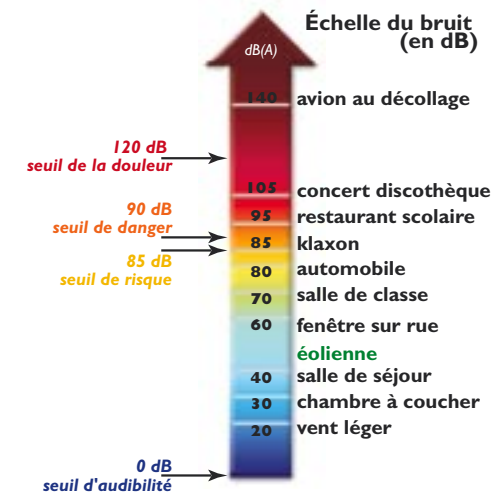 Échelle du bruit
(en dB)
dB(A)
140 avion au décollage
120 dB
seuil de la douleur
105 concert discothèque
90 dB
seuil de danger
95 restaurant scolaire
85 klaxon
85 dB
seuil de risque
80 automobile
70 salle de classe
60 fenêtre sur rue
éolienne
40 salle de séjour
30 chambre à coucher
20 vent léger
0 dB
seuil d'audibilité